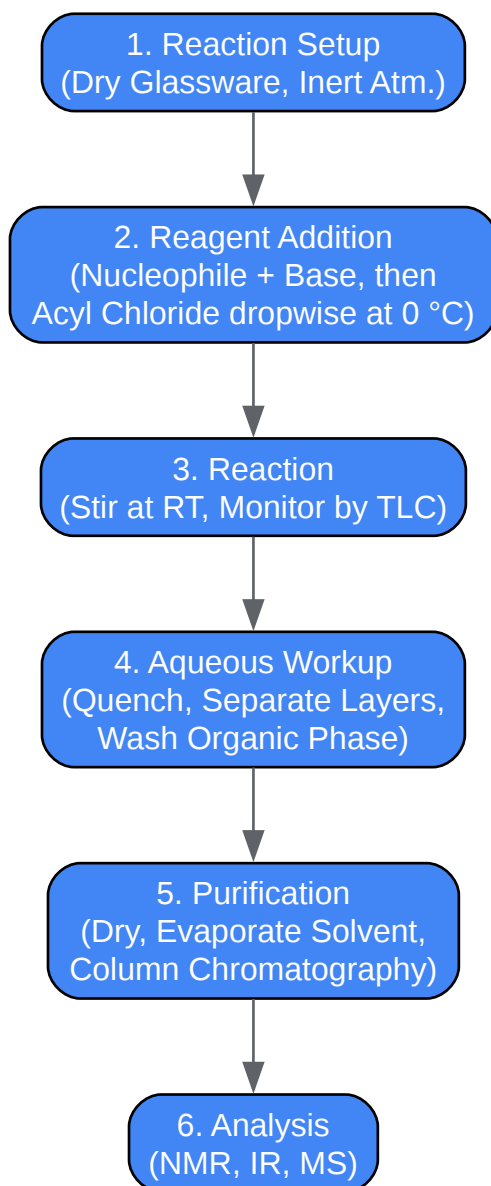 1. Reaction Setup
(Dry Glassware, Inert Atm.)
2. Reagent Addition
(Nucleophile + Base, then
Acyl Chloride dropwise at 0 °C)
3. Reaction
(Stir at RT, Monitor by TLC)
4. Aqueous Workup
(Quench, Separate Layers,
Wash Organic Phase)
5. Purification
(Dry, Evaporate Solvent,
Column Chromatography)
6. Analysis
(NMR, IR, MS)